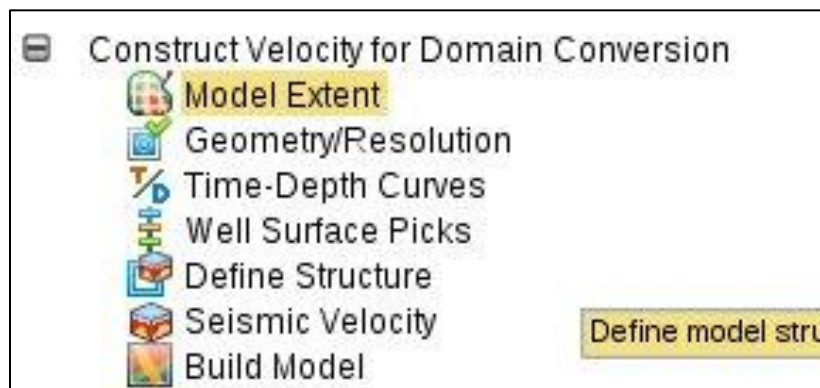 Construct Velocity for Domain Conversion
Model Extent
Geometry/Resolution
T/D Time-Depth Curves
Well Surface Picks
Define Structure
Seismic Velocity
Define model stru
Build Model